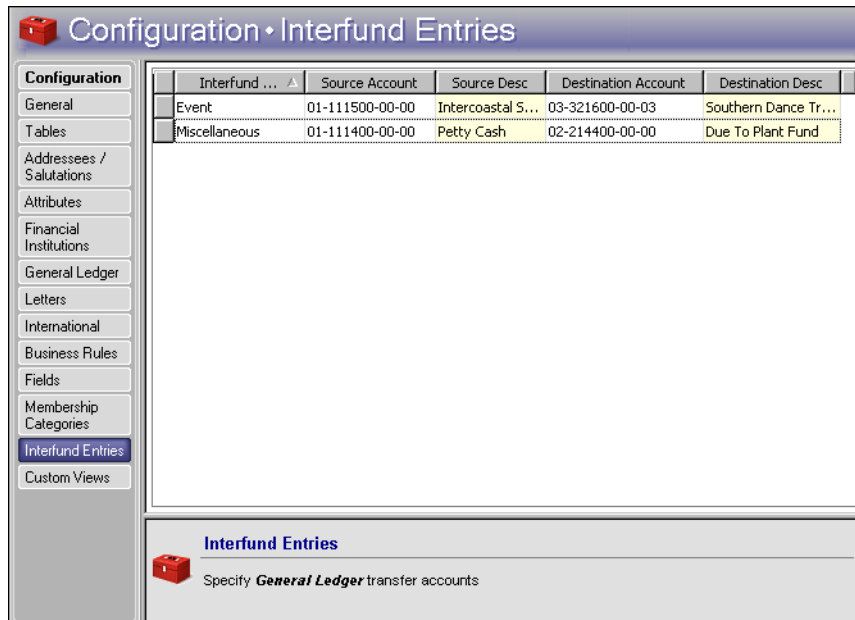 Configuration • Interfund Entries
Configuration
General
Tables
Addressees /
Salutations
Attributes
Financial
Institutions
General Ledger
Letters
International
Business Rules
Fields
Membership
Categories
Interfund Entries
Custom Views
Interfund ... Source Account Source Desc Destination Account Destination Desc
Event 01-111500-00-00 Intercoastal S... 03-321600-00-03 Southern Dance Tr...
Miscellaneous 01-111400-00-00 Petty Cash 02-214400-00-00 Due To Plant Fund
Interfund Entries
Specify General Ledger transfer accounts